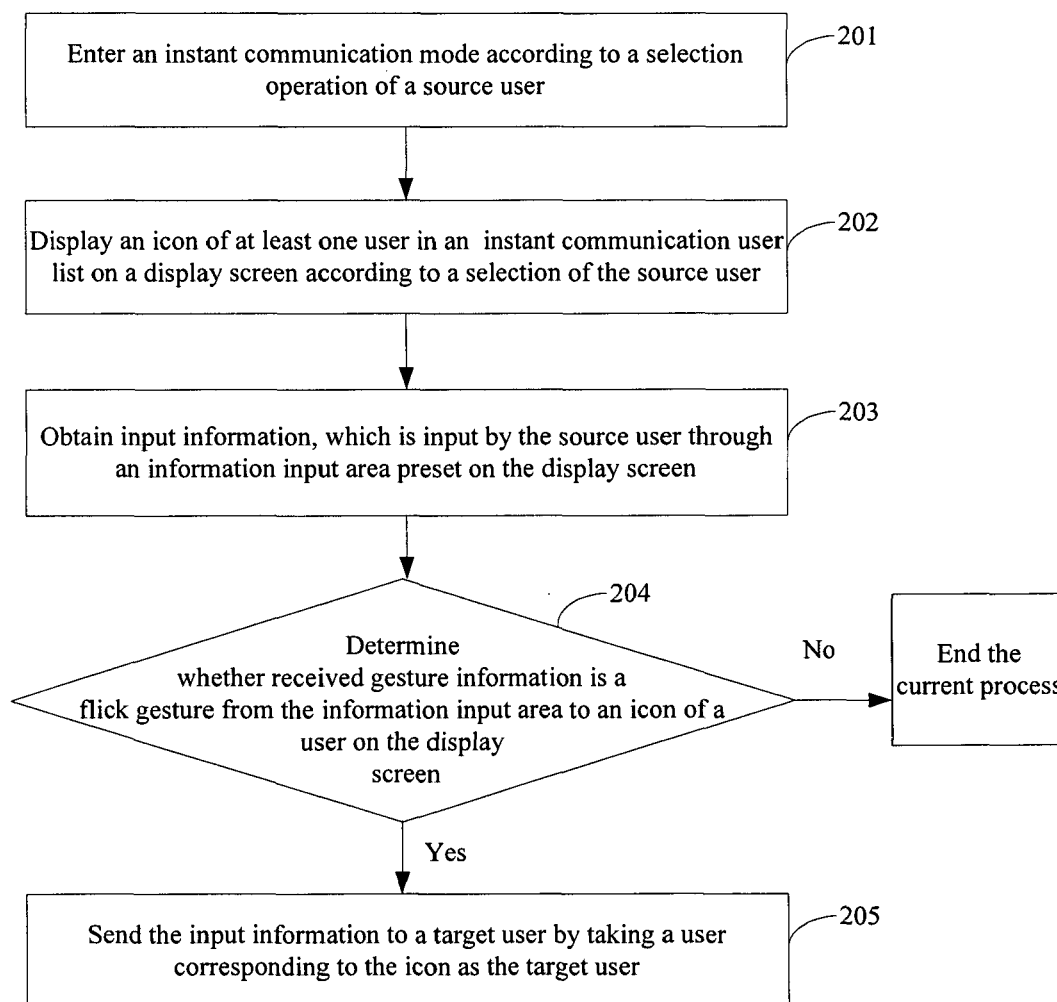 Enter an instant communication mode according to a selection
operation of a source user
201
Display an icon of at least one user in an instant communication user
list on a display screen according to a selection of the source user
202
Obtain input information, which is input by the source user through
an information input area preset on the display screen
203
Determine
whether received gesture information is a
flick gesture from the information input area to an icon of a
user on the display
screen
204
No
End the
current process
Yes
Send the input information to a target user by taking a user
corresponding to the icon as the target user
205